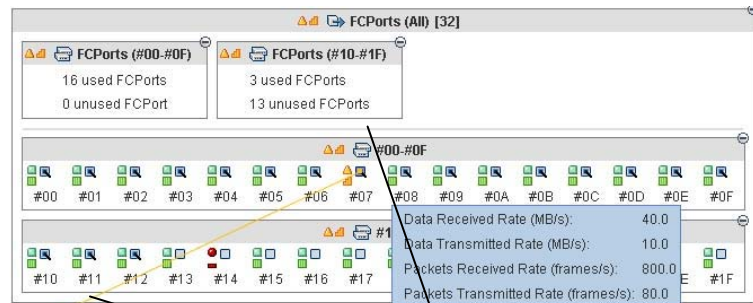 FCPorts (All) [32]
FCPorts (#00-#0F)
16 used FCPorts
0 unused FCPort
FCPorts (#10-#1F)
3 used FCPorts
13 unused FCPorts
#00-#0F
#00 #01 #02 #03 #04 #05 #06 #07 #08 #09 #0A #0B #0C #0D #0E #0F
#1
#10 #11 #12 #13 #14 #15 #16 #17 E #1F
Data Received Rate (MB/s): 40.0
Data Transmitted Rate (MB/s): 10.0
Packets Received Rate (frames/s): 800.0
Packets Transmitted Rate (frames/s): 80.0